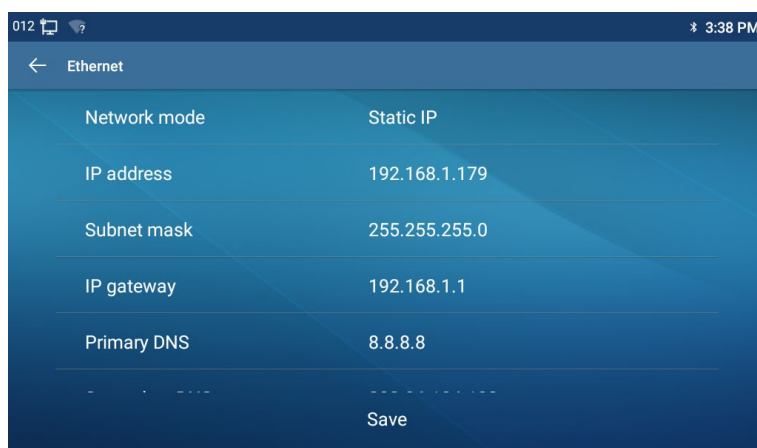 012 3:38 PM
Ethernet
Network mode Static IP
IP address 192.168.1.179
Subnet mask 255.255.255.0
IP gateway 192.168.1.1
Primary DNS 8.8.8.8
Save